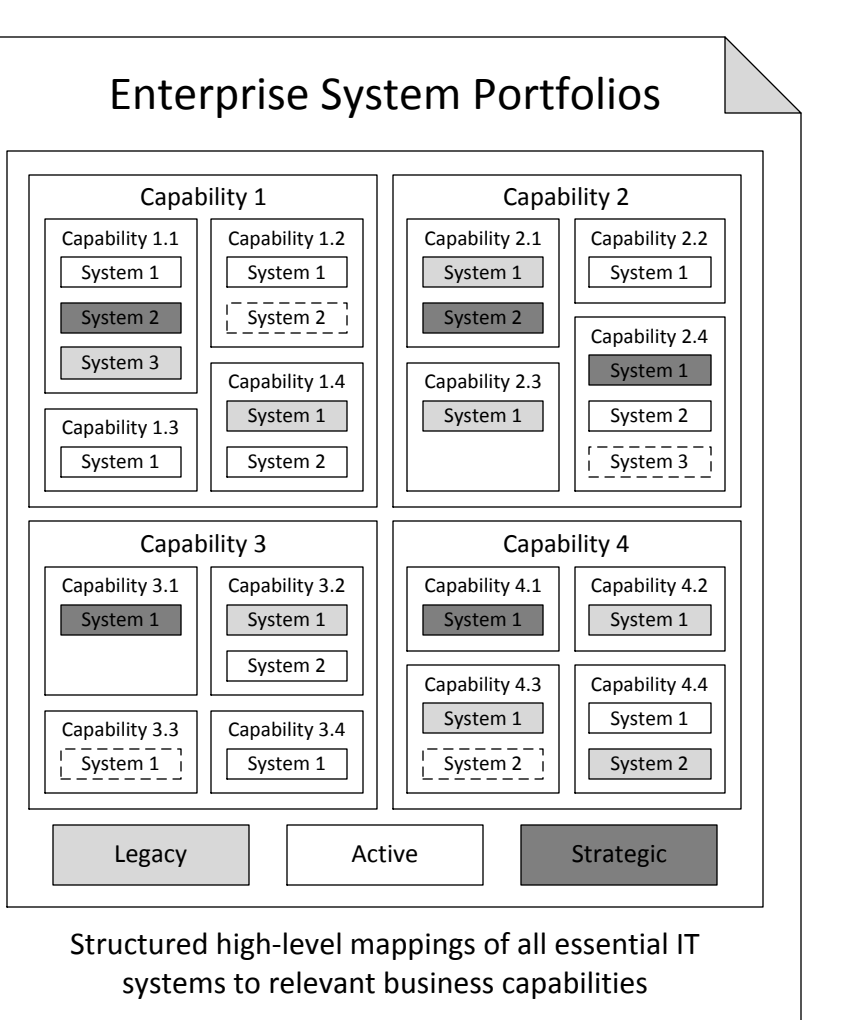 Enterprise System Portfolios
Capability 1
Capability 1.1
System 1
System 2
System 3
Capability 1.2
System 1
System 2
Capability 1.3
System 1
Capability 1.4
System 1
System 2
Capability 2
Capability 2.1
System 1
System 2
Capability 2.2
System 1
Capability 2.3
System 1
Capability 2.4
System 1
System 2
System 3
Capability 3
Capability 3.1
System 1
Capability 3.2
System 1
System 2
Capability 3.3
System 1
Capability 3.4
System 1
Capability 4
Capability 4.1
System 1
Capability 4.2
System 1
Capability 4.3
System 1
System 2
Capability 4.4
System 1
System 2
Legacy
Active
Strategic
Structured high-level mappings of all essential IT
systems to relevant business capabilities